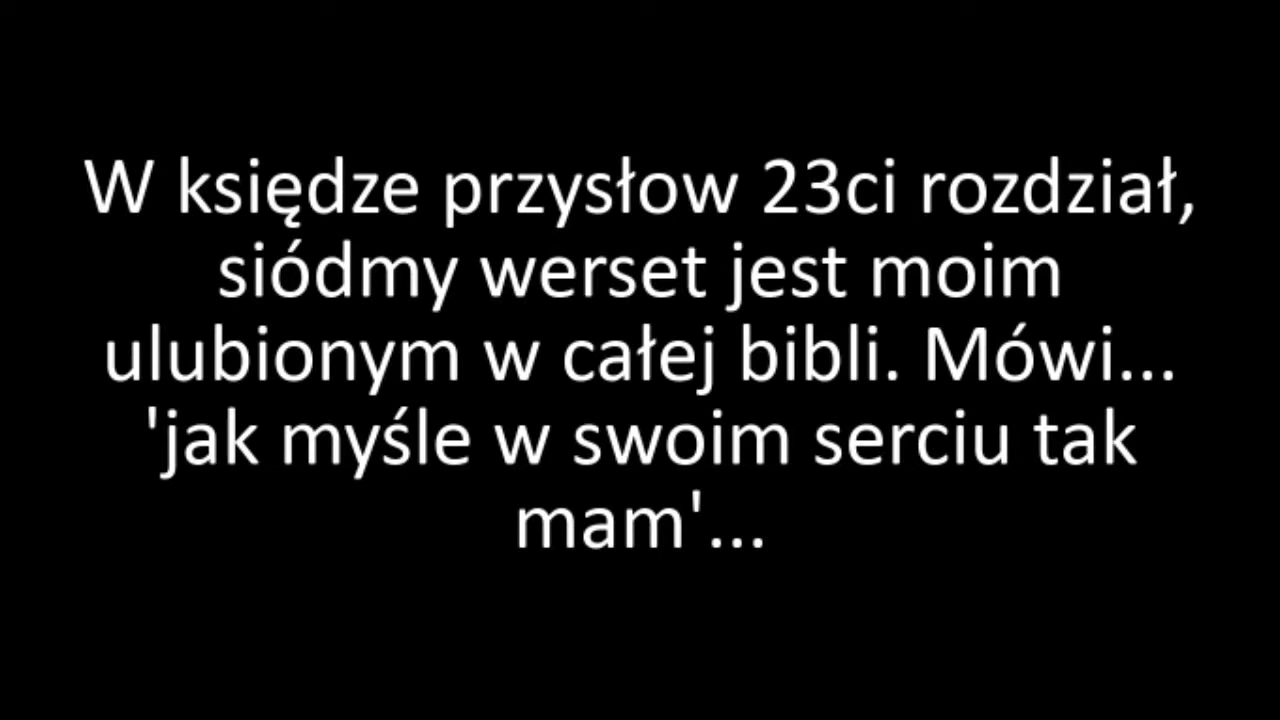 W księdze przysłow 23ci rozdział,
siódmy werset jest moim
ulubionym w całej bibli. Mówi...
'jak myśle w swoim serciu tak
mam'...